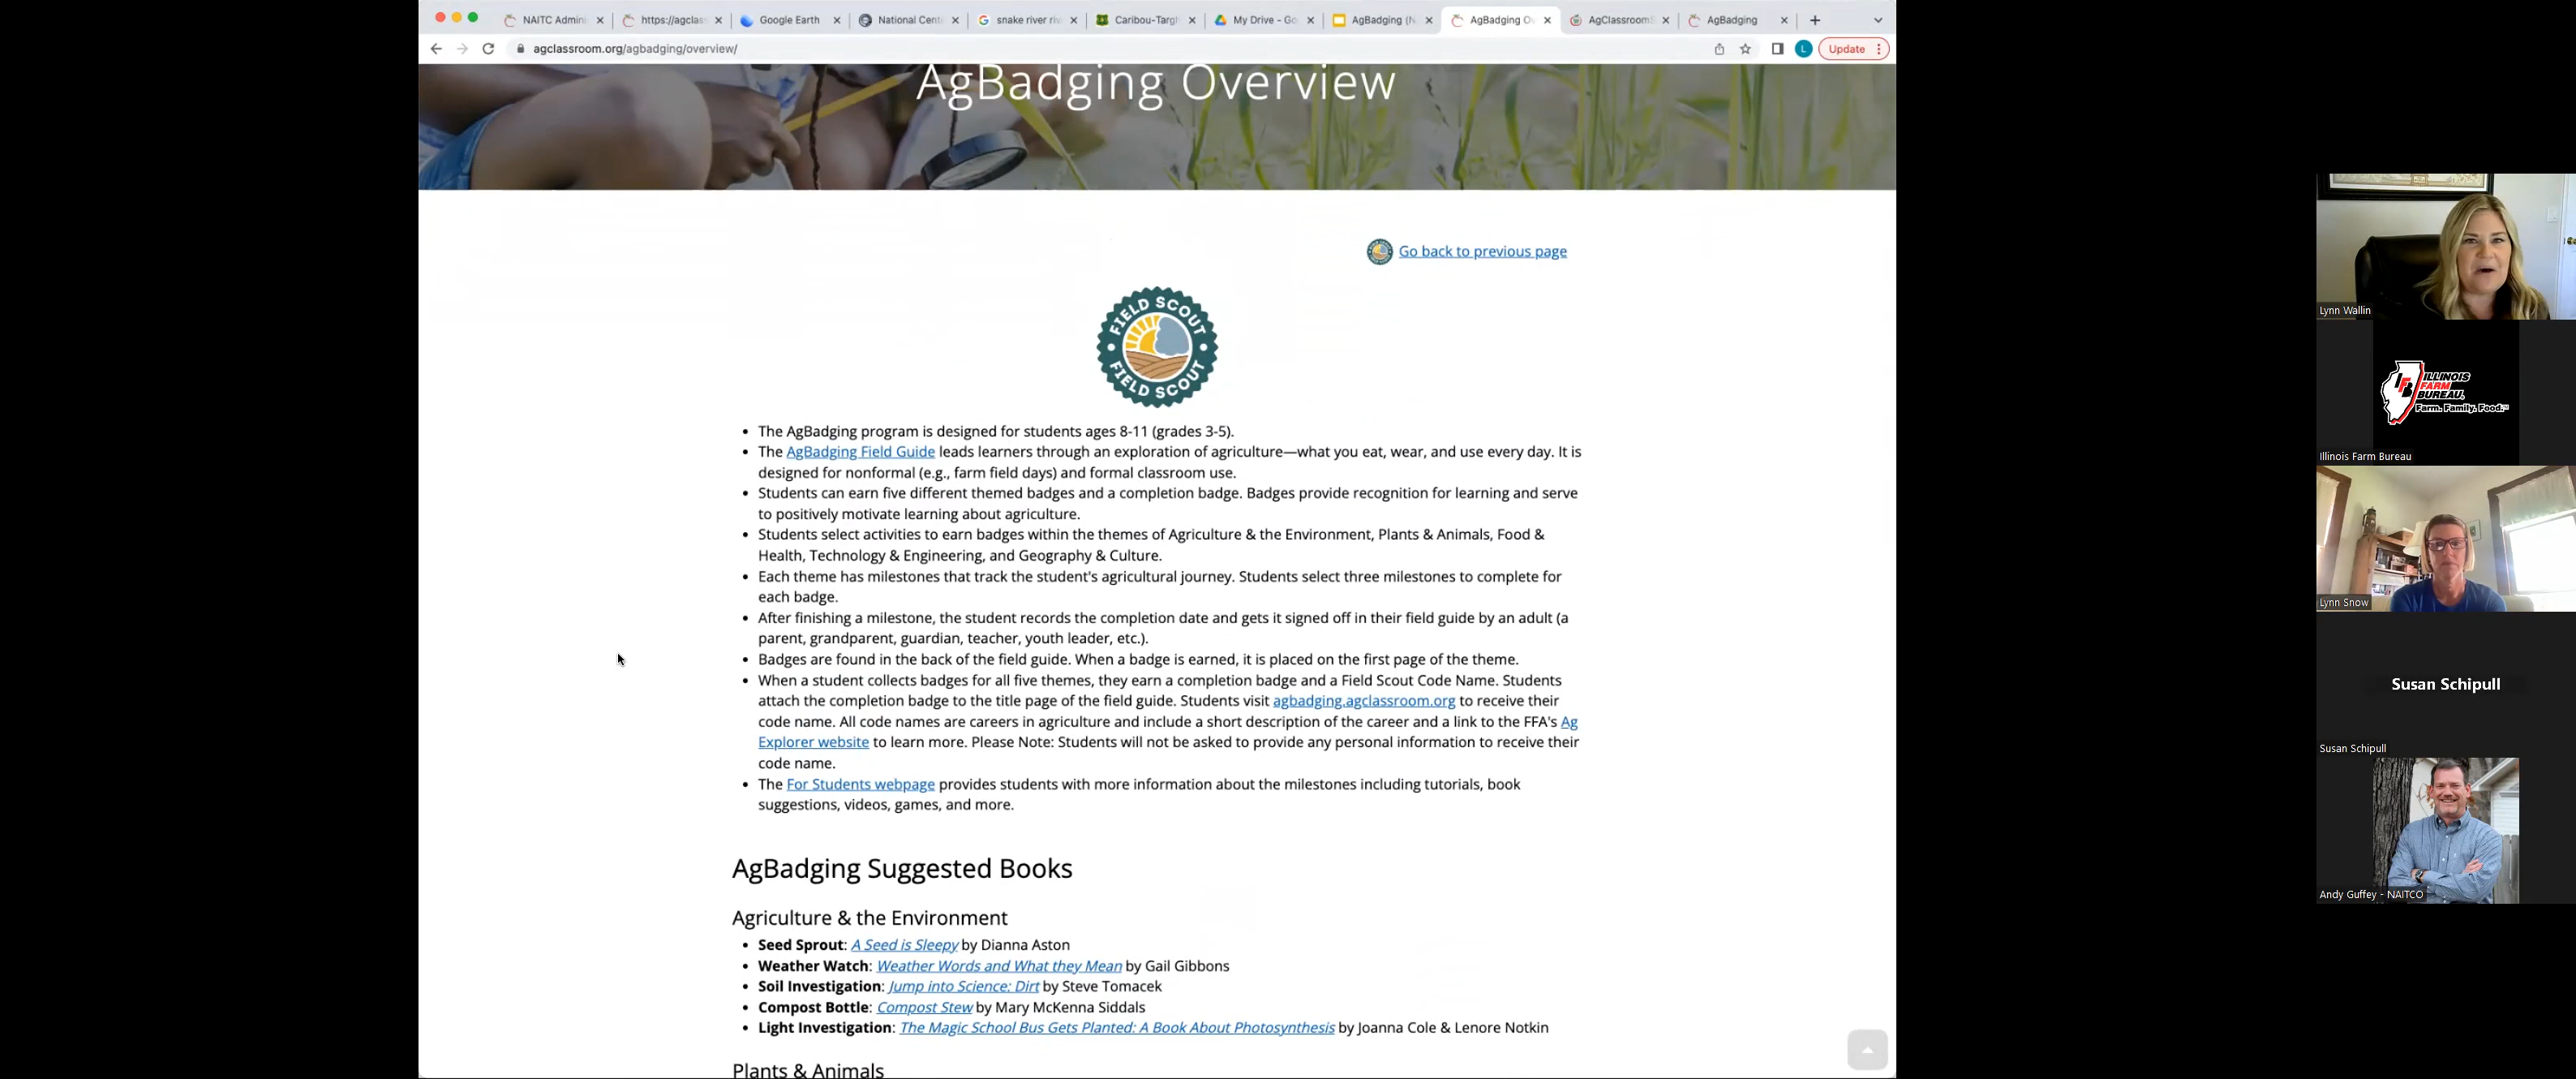 NAITC Admini
https://agclass
Google Earth
National Cente
snake river riv
Caribou-Targh
My Drive - Go
AgBadging (N
AgBadging Ov
AgClassroomS
AgBadging
agclassroom.org/agbadging/overview/
L
Update
AgBadging Overview
Go back to previous page
FIELD SCOUT
FIELD SCOUT
• The AgBadging program is designed for students ages 8-11 (grades 3-5).
• The AgBadging Field Guide leads learners through an exploration of agriculture—what you eat, wear, and use every day. It is
designed for nonformal (e.g., farm field days) and formal classroom use.
• Students can earn five different themed badges and a completion badge. Badges provide recognition for learning and serve
to positively motivate learning about agriculture.
• Students select activities to earn badges within the themes of Agriculture & the Environment, Plants & Animals, Food &
Health, Technology & Engineering, and Geography & Culture.
• Each theme has milestones that track the student's agricultural journey. Students select three milestones to complete for
each badge.
• After finishing a milestone, the student records the completion date and gets it signed off in their field guide by an adult (a
parent, grandparent, guardian, teacher, youth leader, etc.).
• Badges are found in the back of the field guide. When a badge is earned, it is placed on the first page of the theme.
• When a student collects badges for all five themes, they earn a completion badge and a Field Scout Code Name. Students
attach the completion badge to the title page of the field guide. Students visit agbadging.agclassroom.org to receive their
code name. All code names are careers in agriculture and include a short description of the career and a link to the FFA's Ag
Explorer website to learn more. Please Note: Students will not be asked to provide any personal information to receive their
code name.
• The For Students webpage provides students with more information about the milestones including tutorials, book
suggestions, videos, games, and more.
AgBadging Suggested Books
Agriculture & the Environment
• Seed Sprout: A Seed is Sleepy by Dianna Aston
• Weather Watch: Weather Words and What they Mean by Gail Gibbons
• Soil Investigation: Jump into Science: Dirt by Steve Tomacek
• Compost Bottle: Compost Stew by Mary McKenna Siddals
• Light Investigation: The Magic School Bus Gets Planted: A Book About Photosynthesis by Joanna Cole & Lenore Notkin
Plants & Animals
Lynn Wallin
ILLINOIS
FARM
BUREAU.
Farm. Family. Food.™
Illinois Farm Bureau
Lynn Snow
Susan Schipull
Susan Schipull
Andy Guffey - NAITCO